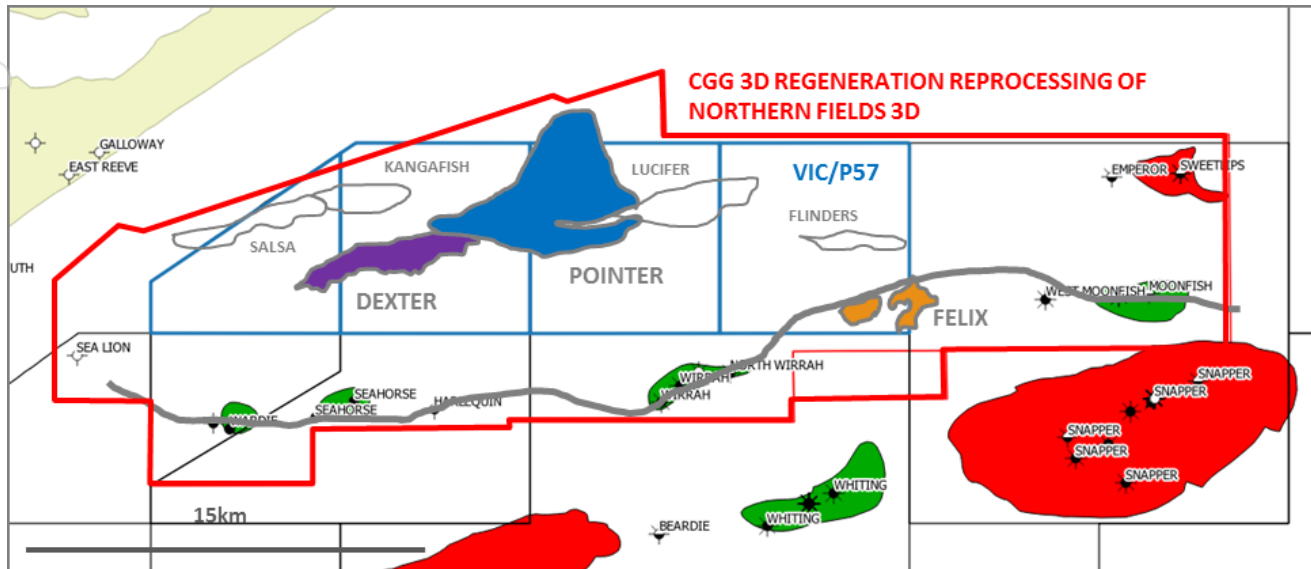 CGG 3D REGENERATION REPROCESSING OF
NORTHERN FIELDS 3D
GALLOWAY
EAST REEVE
KANGAFISH
LUCIFER
VIC/P57
EMPEROR
SWEETLIPS
SALSA
FLINDERS
UTH
DEXTER
POINTER
FELIX
WEST MOONFISH
MOONFISH
SEA LION
NORTH WIRRAH
WIRRAH
WIRRAH
SEAHORSE
SEAHORSE
HARLEQUIN
WARDIE
SNAPPER
SNAPPER
SNAPPER
SNAPPER
SNAPPER
WHITING
WHITING
BEARDIE
15km